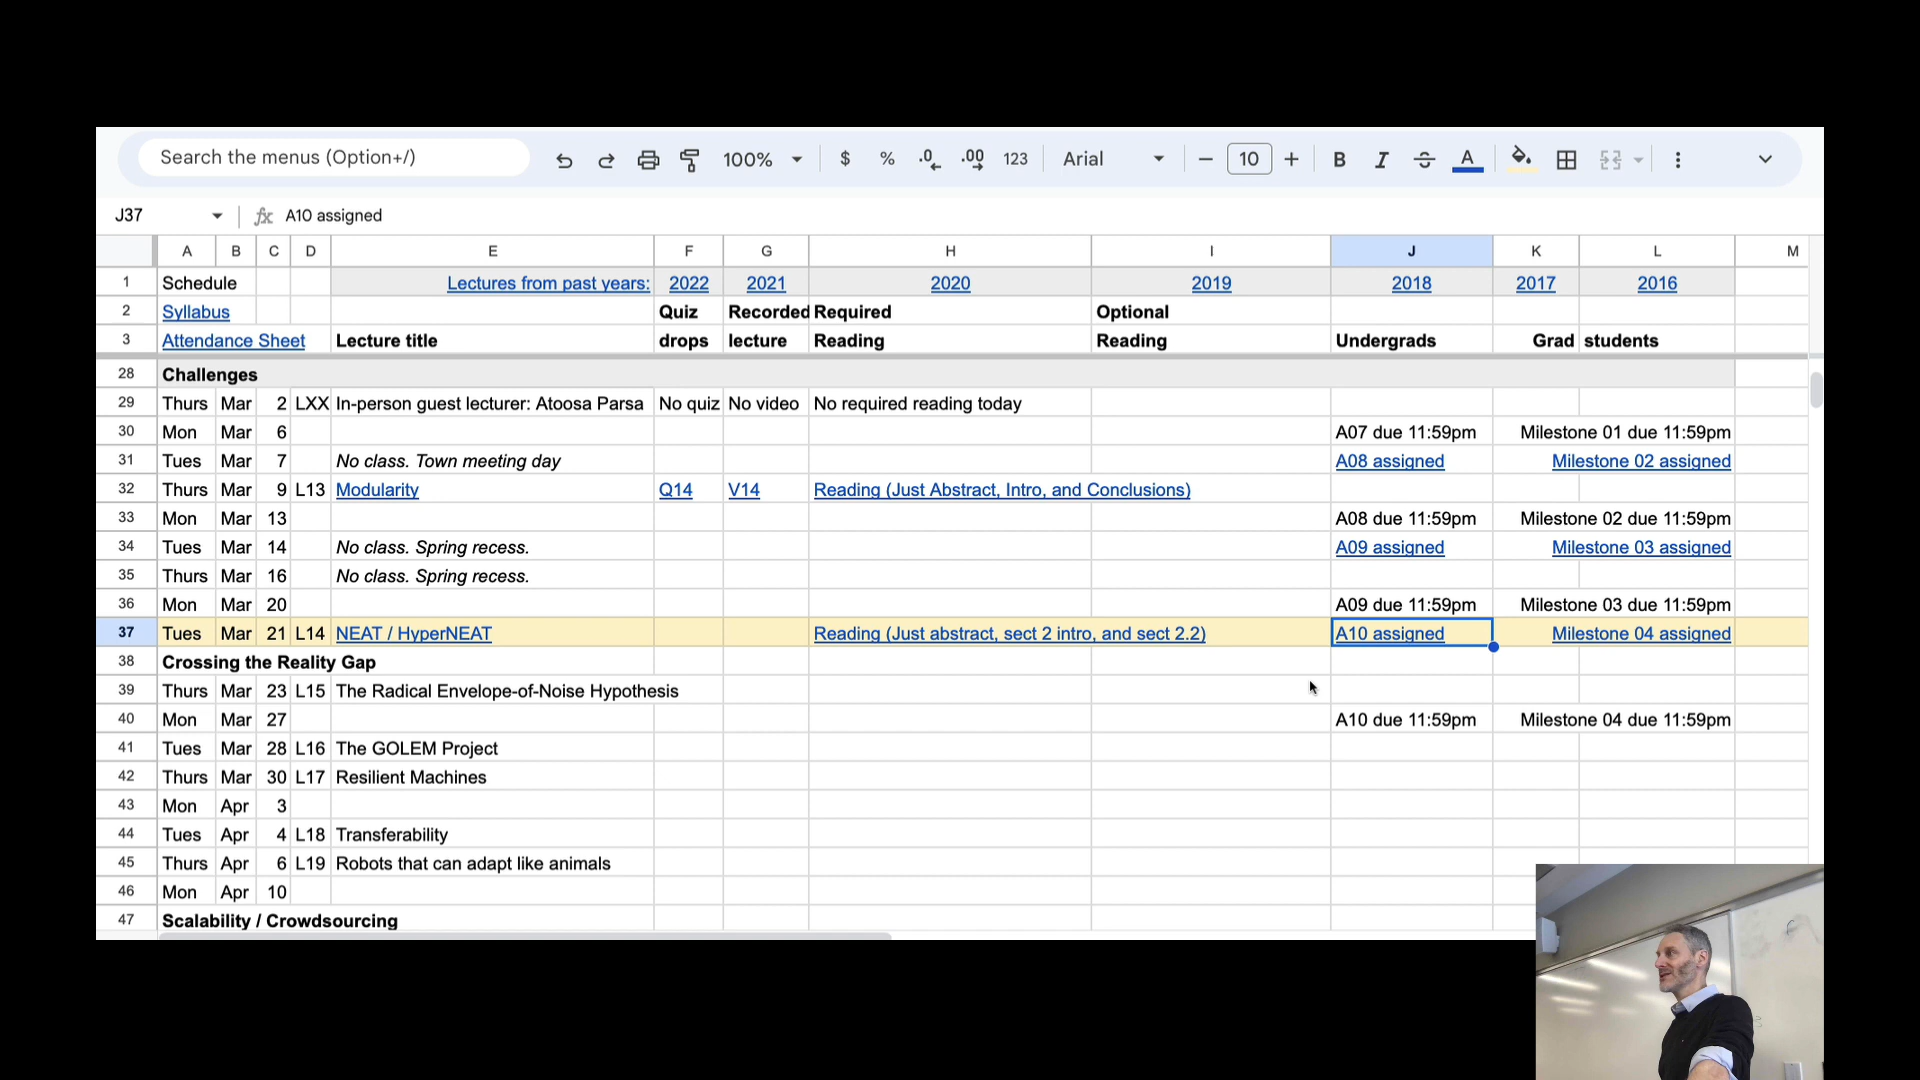 Search the menus (Option+/) 100% $ % .0 .00 123 Arial 10 B I A
J37 fx A10 assigned
A B C D E F G H I J K L M
1 Schedule Lectures from past years: 2022 2021 2020 2019 2018 2017 2016
2 Syllabus Quiz Recorded Required Optional
3 Attendance Sheet Lecture title drops lecture Reading Reading Undergrads Grad students
28 Challenges
29 Thurs Mar 2 LXX In-person guest lecturer: Atoosa Parsa No quiz No video No required reading today
30 Mon Mar 6 A07 due 11:59pm Milestone 01 due 11:59pm
31 Tues Mar 7 No class. Town meeting day A08 assigned Milestone 02 assigned
32 Thurs Mar 9 L13 Modularity Q14 V14 Reading (Just Abstract, Intro, and Conclusions)
33 Mon Mar 13 A08 due 11:59pm Milestone 02 due 11:59pm
34 Tues Mar 14 No class. Spring recess. A09 assigned Milestone 03 assigned
35 Thurs Mar 16 No class. Spring recess.
36 Mon Mar 20 A09 due 11:59pm Milestone 03 due 11:59pm
37 Tues Mar 21 L14 NEAT / HyperNEAT Reading (Just abstract, sect 2 intro, and sect 2.2) A10 assigned Milestone 04 assigned
38 Crossing the Reality Gap
39 Thurs Mar 23 L15 The Radical Envelope-of-Noise Hypothesis
40 Mon Mar 27 A10 due 11:59pm Milestone 04 due 11:59pm
41 Tues Mar 28 L16 The GOLEM Project
42 Thurs Mar 30 L17 Resilient Machines
43 Mon Apr 3
44 Tues Apr 4 L18 Transferability
45 Thurs Apr 6 L19 Robots that can adapt like animals
46 Mon Apr 10
47 Scalability / Crowdsourcing